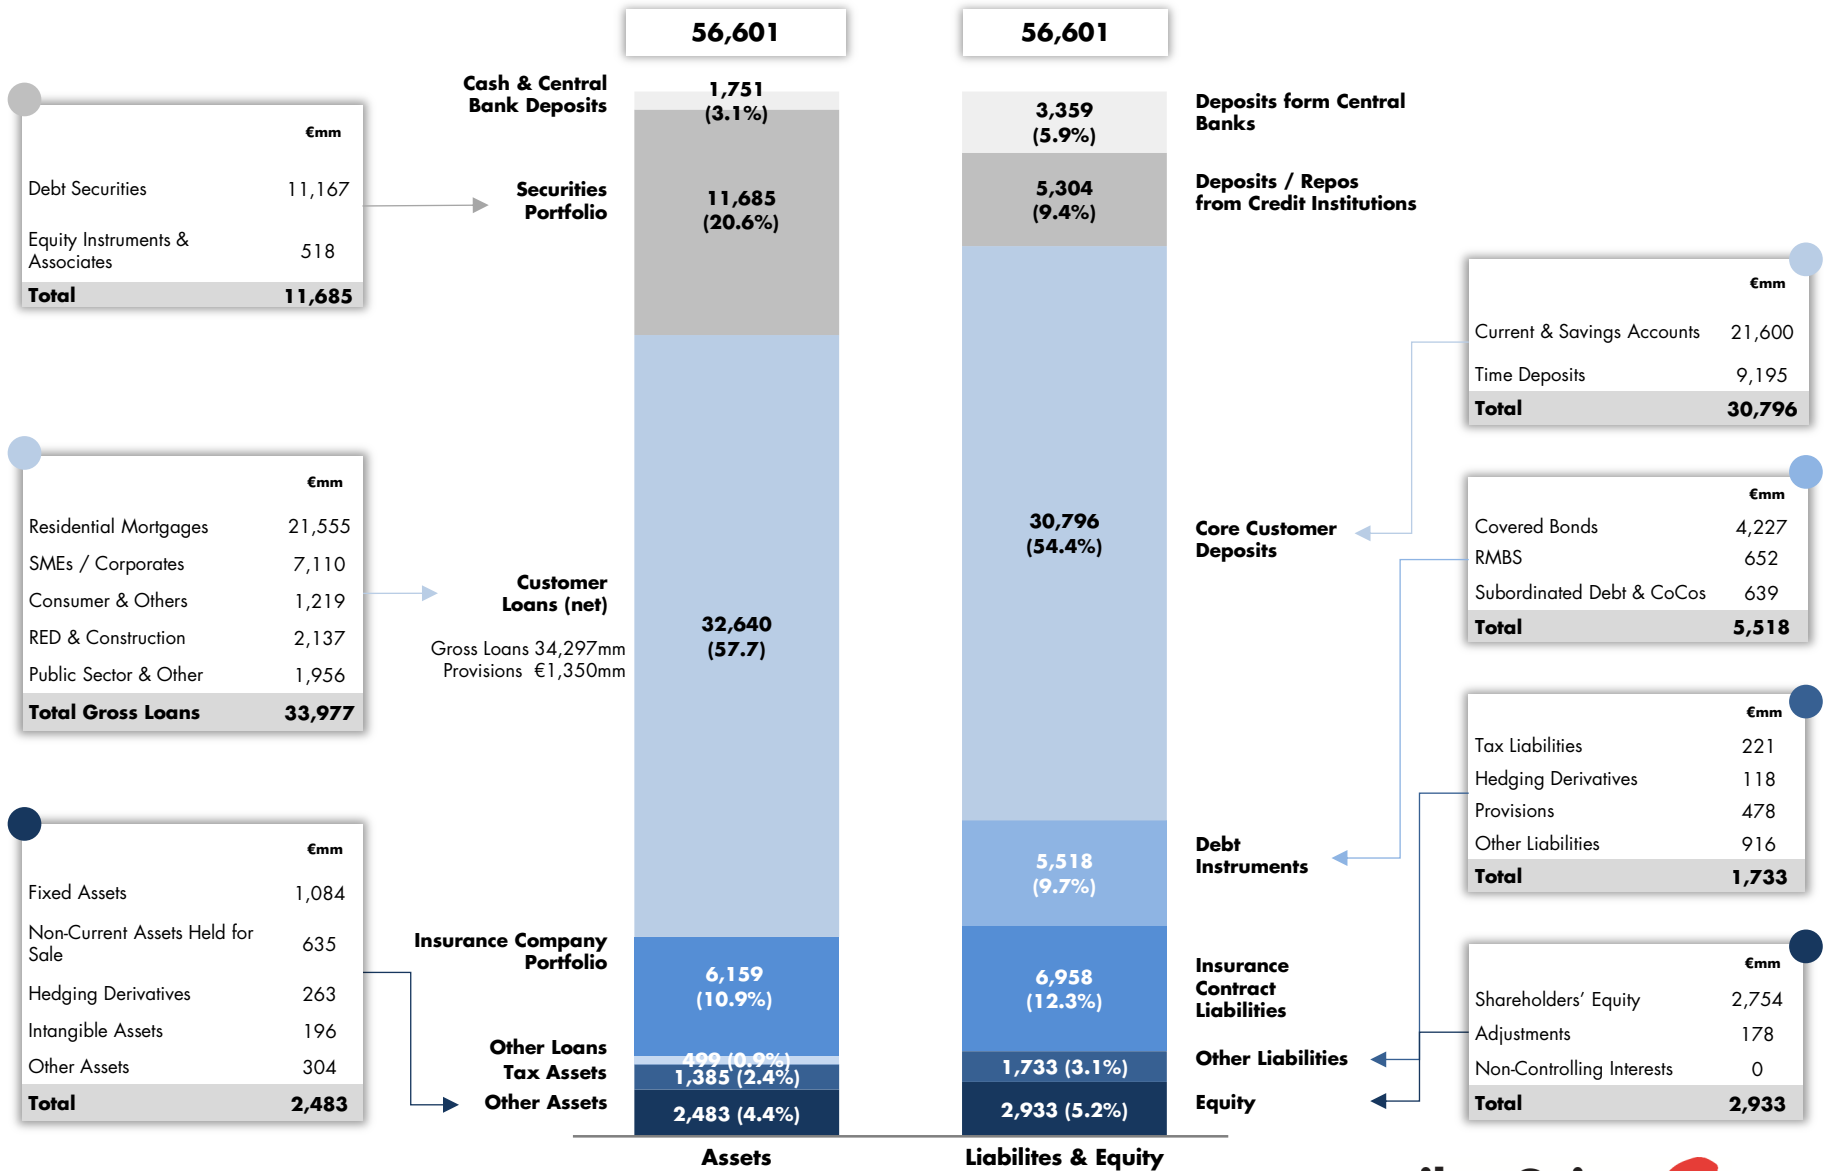 56,601
56,601
Cash & Central
Bank Deposits
1,751
(3.1%)
3,359
(5.9%)
Deposits form Central
Banks
€mm
Debt Securities 11,167
Equity Instruments &
Associates 518
Total 11,685
Securities
Portfolio
11,685
(20.6%)
5,304
(9.4%)
Deposits / Repos
from Credit Institutions
€mm
Current & Savings Accounts 21,600
Time Deposits 9,195
Total 30,796
€mm
Residential Mortgages 21,555
SMEs / Corporates 7,110
Consumer & Others 1,219
RED & Construction 2,137
Public Sector & Other 1,956
Total Gross Loans 33,977
Customer
Loans (net)
Gross Loans 34,297mm
Provisions €1,350mm
32,640
(57.7)
30,796
(54.4%)
Core Customer
Deposits
€mm
Covered Bonds 4,227
RMBS 652
Subordinated Debt & CoCos 639
Total 5,518
€mm
Tax Liabilities 221
Hedging Derivatives 118
Provisions 478
Other Liabilities 916
Total 1,733
5,518
(9.7%)
Debt
Instruments
€mm
Fixed Assets 1,084
Non-Current Assets Held for
Sale 635
Hedging Derivatives 263
Intangible Assets 196
Other Assets 304
Total 2,483
Insurance Company
Portfolio
6,159
(10.9%)
6,958
(12.3%)
Insurance
Contract
Liabilities
€mm
Shareholders' Equity 2,754
Adjustments 178
Non-Controlling Interests 0
Total 2,933
Other Loans
499 (0.9%)
Tax Assets
1,385 (2.4%)
1,733 (3.1%)
Other Liabilities
Other Assets
2,483 (4.4%)
2,933 (5.2%)
Equity
Assets
Liabilites & Equity